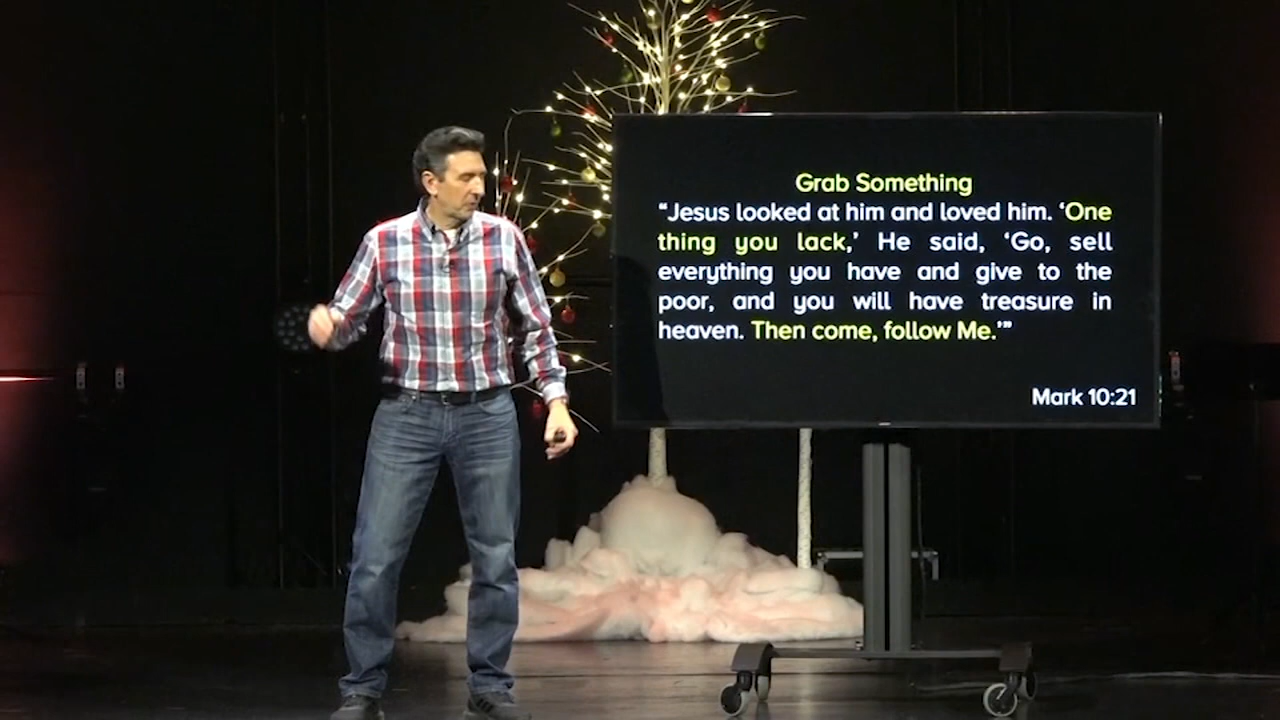 Grab Something
“Jesus looked at him and loved him. ‘One
thing you lack,’ He said, ‘Go, sell
everything you have and give to the
poor, and you will have treasure in
heaven. Then come, follow Me.’”
Mark 10:21